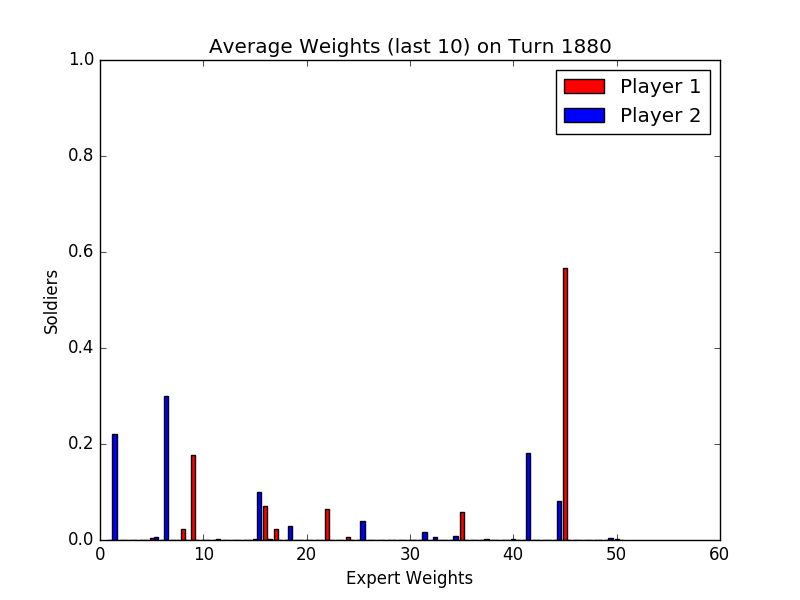 Average Weights (last 10) on Turn 1880
1.0
Player 1
Player 2
0.8
0.6
Soldiers
0.4
0.2
0.0
0 10 20 30 40 50 60
Expert Weights